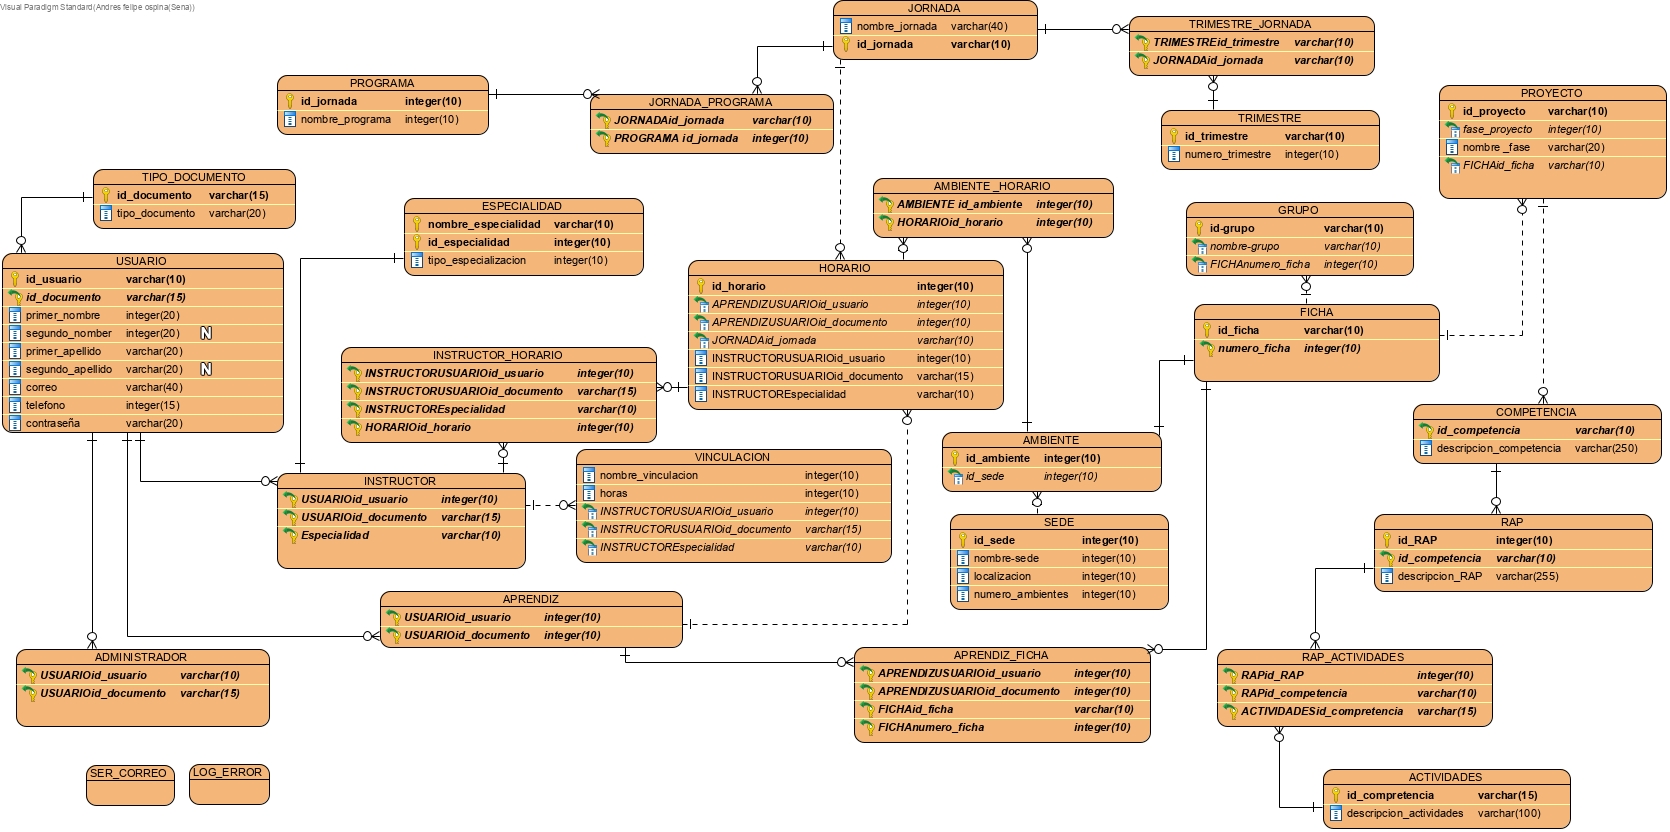 Visual Paradigm Standard(Andres felipe ospina(Sena))
JORNADA
nombre_jornada varchar(40)
id_jornada varchar(10)
TRIMESTRE_JORNADA
TRIMESTREid_trimestre varchar(10)
JORNADAid_jornada varchar(10)
PROGRAMA
id_jornada integer(10)
nombre_programa integer(10)
JORNADA_PROGRAMA
JORNADAid_jornada varchar(10)
PROGRAMA id_jornada integer(10)
TRIMESTRE
id_trimestre varchar(10)
numero_trimestre integer(10)
PROYECTO
id_proyecto varchar(10)
fase_proyecto integer(10)
nombre _fase varchar(20)
FICHAid_ficha varchar(10)
TIPO_DOCUMENTO
id_documento varchar(15)
tipo_documento varchar(20)
ESPECIALIDAD
nombre_especialidad varchar(10)
id_especialidad integer(10)
tipo_especializacion integer(10)
AMBIENTE _HORARIO
AMBIENTE id_ambiente integer(10)
HORARIOid_horario integer(10)
GRUPO
id-grupo varchar(10)
nombre-grupo varchar(10)
FICHAnumero_ficha integer(10)
USUARIO
id_usuario varchar(10)
id_documento varchar(15)
primer_nombre integer(20)
segundo_nomber integer(20) N
primer_apellido varchar(20)
segundo_apellido varchar(20) N
correo varchar(40)
telefono integer(15)
contraseña varchar(20)
HORARIO
id_horario integer(10)
APRENDIZUSUARIOid_usuario integer(10)
APRENDIZUSUARIOid_documento integer(10)
JORNADAid_jornada varchar(10)
INSTRUCTORUSUARIOid_usuario integer(10)
INSTRUCTORUSUARIOid_documento varchar(15)
INSTRUCTOREspecialidad varchar(10)
FICHA
id_ficha varchar(10)
numero_ficha integer(10)
INSTRUCTOR_HORARIO
INSTRUCTORUSUARIOid_usuario integer(10)
INSTRUCTORUSUARIOid_documento varchar(15)
INSTRUCTOREspecialidad varchar(10)
HORARIOid_horario integer(10)
COMPETENCIA
id_competencia varchar(10)
descripcion_competencia varchar(250)
AMBIENTE
id_ambiente integer(10)
id_sede integer(10)
VINCULACION
nombre_vinculacion integer(10)
horas integer(10)
INSTRUCTORUSUARIOid_usuario integer(10)
INSTRUCTORUSUARIOid_documento varchar(15)
INSTRUCTOREspecialidad varchar(10)
INSTRUCTOR
USUARIOid_usuario integer(10)
USUARIOid_documento varchar(15)
Especialidad varchar(10)
SEDE
id_sede integer(10)
nombre-sede integer(10)
localizacion integer(10)
numero_ambientes integer(10)
RAP
id_RAP integer(10)
id_competencia varchar(10)
descripcion_RAP varchar(255)
APRENDIZ
USUARIOid_usuario integer(10)
USUARIOid_documento integer(10)
ADMINISTRADOR
USUARIOid_usuario varchar(10)
USUARIOid_documento varchar(15)
APRENDIZ_FICHA
APRENDIZUSUARIOid_usuario integer(10)
APRENDIZUSUARIOid_documento integer(10)
FICHAid_ficha varchar(10)
FICHAnumero_ficha integer(10)
RAP_ACTIVIDADES
RAPid_RAP integer(10)
RAPid_competencia varchar(10)
ACTIVIDADESid_compretencia varchar(15)
SER_CORREO
LOG_ERROR
ACTIVIDADES
id_compretencia varchar(15)
descripcion_actividades varchar(100)